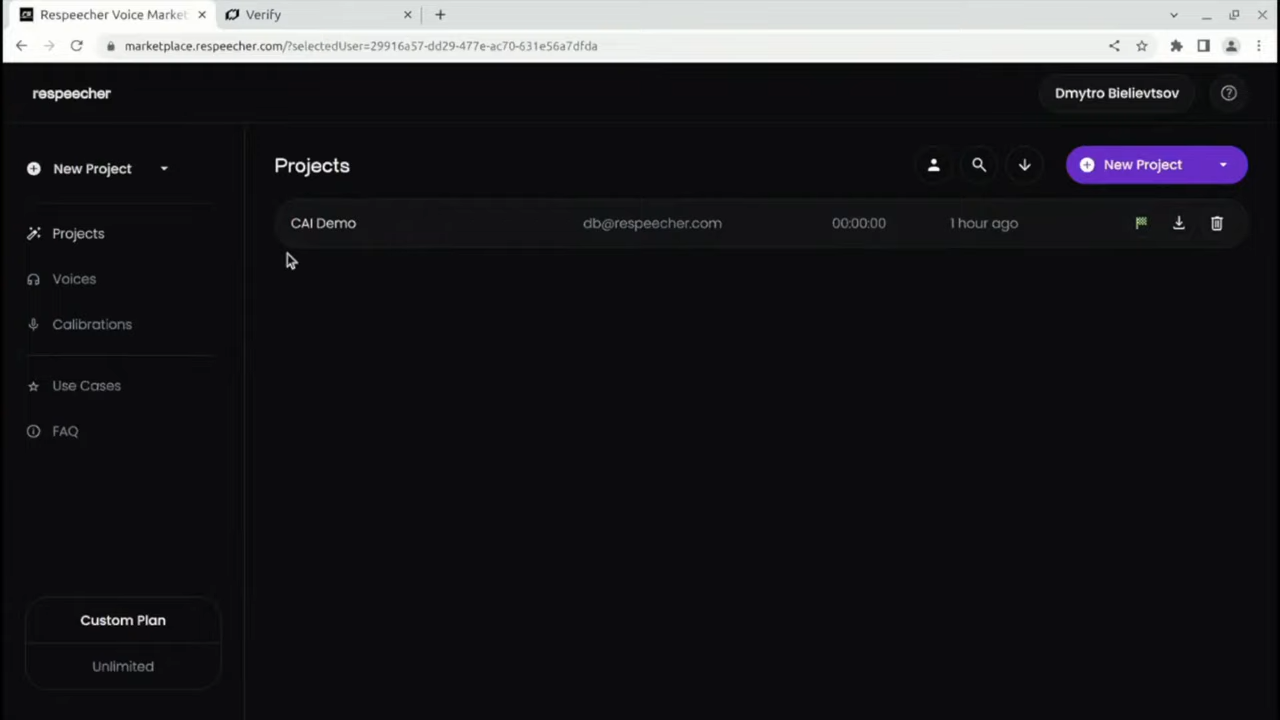 Respeecher Voice Market
Verify
marketplace.respeecher.com/?selectedUser=29916a57-dd29-477e-ac70-631e56a7dfda
respeecher
Dmytro Bielievtsov
New Project
Projects
New Project
CAI Demo db@respeecher.com 00:00:00 1 hour ago
Projects
Voices
Calibrations
Use Cases
FAQ
Custom Plan
Unlimited